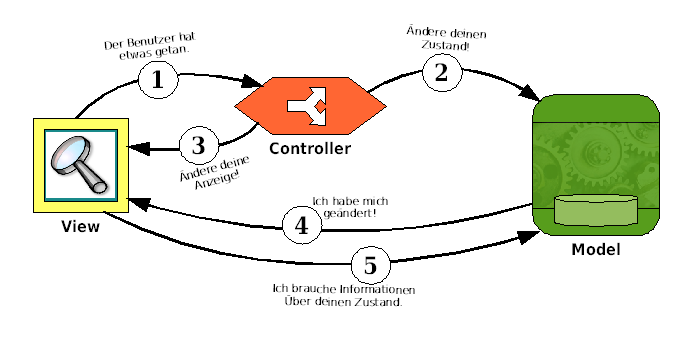 Der Benutzer hat
etwas getan.
1
Ändere deinen
Zustand!
2
3
Ändere deine
Anzeige!
Controller
View
Ich habe mich
geändert!
4
Model
5
Ich brauche Informationen
Über deinen Zustand.